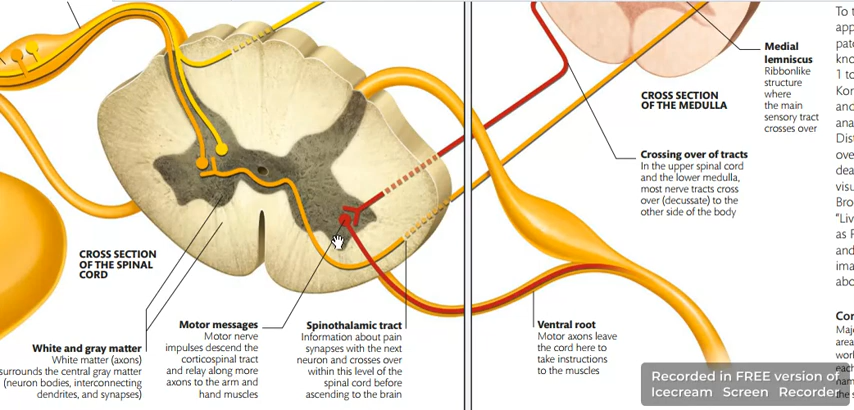 Medial
lemniscus
Ribbonlike
structure
where
the main
sensory tract
crosses over
CROSS SECTION
OF THE MEDULLA
Crossing over of tracts
In the upper spinal cord
and the lower medulla,
most nerve tracts cross
over (decussate) to the
other side of the body
CROSS SECTION
OF THE SPINAL
CORD
White and gray matter
White matter (axons)
surrounds the central gray matter
(neuron bodies, interconnecting
dendrites, and synapses)
Motor messages
Motor nerve
impulses descend the
corticospinal tract
and relay along more
axons to the arm and
hand muscles
Spinothalamic tract
Information about pain
synapses with the next
neuron and crosses over
within this level of the
spinal cord before
ascending to the brain
Ventral root
Motor axons leave
the cord here to
take instructions
to the muscles
To
1 to
and
as
and
Recorded in FREE version of
Icecream Screen Recorder